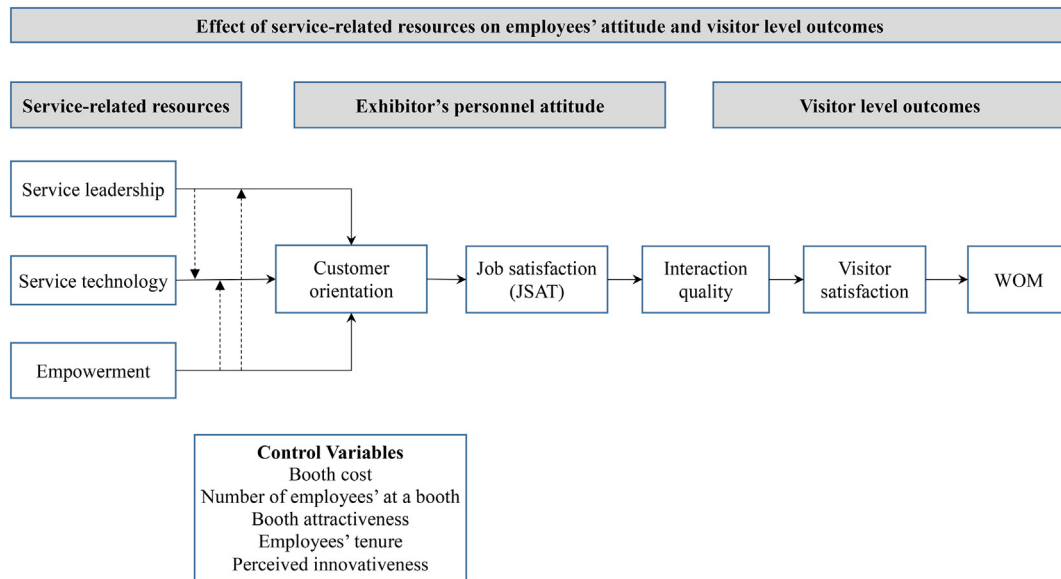 Effect of service-related resources on employees’ attitude and visitor level outcomes
Service-related resources
Exhibitor’s personnel attitude
Visitor level outcomes
Service leadership
Service technology
Empowerment
Customer
orientation
Job satisfaction
(JSAT)
Interaction
quality
Visitor
satisfaction
WOM
Control Variables
Booth cost
Number of employees’ at a booth
Booth attractiveness
Employees’ tenure
Perceived innovativeness